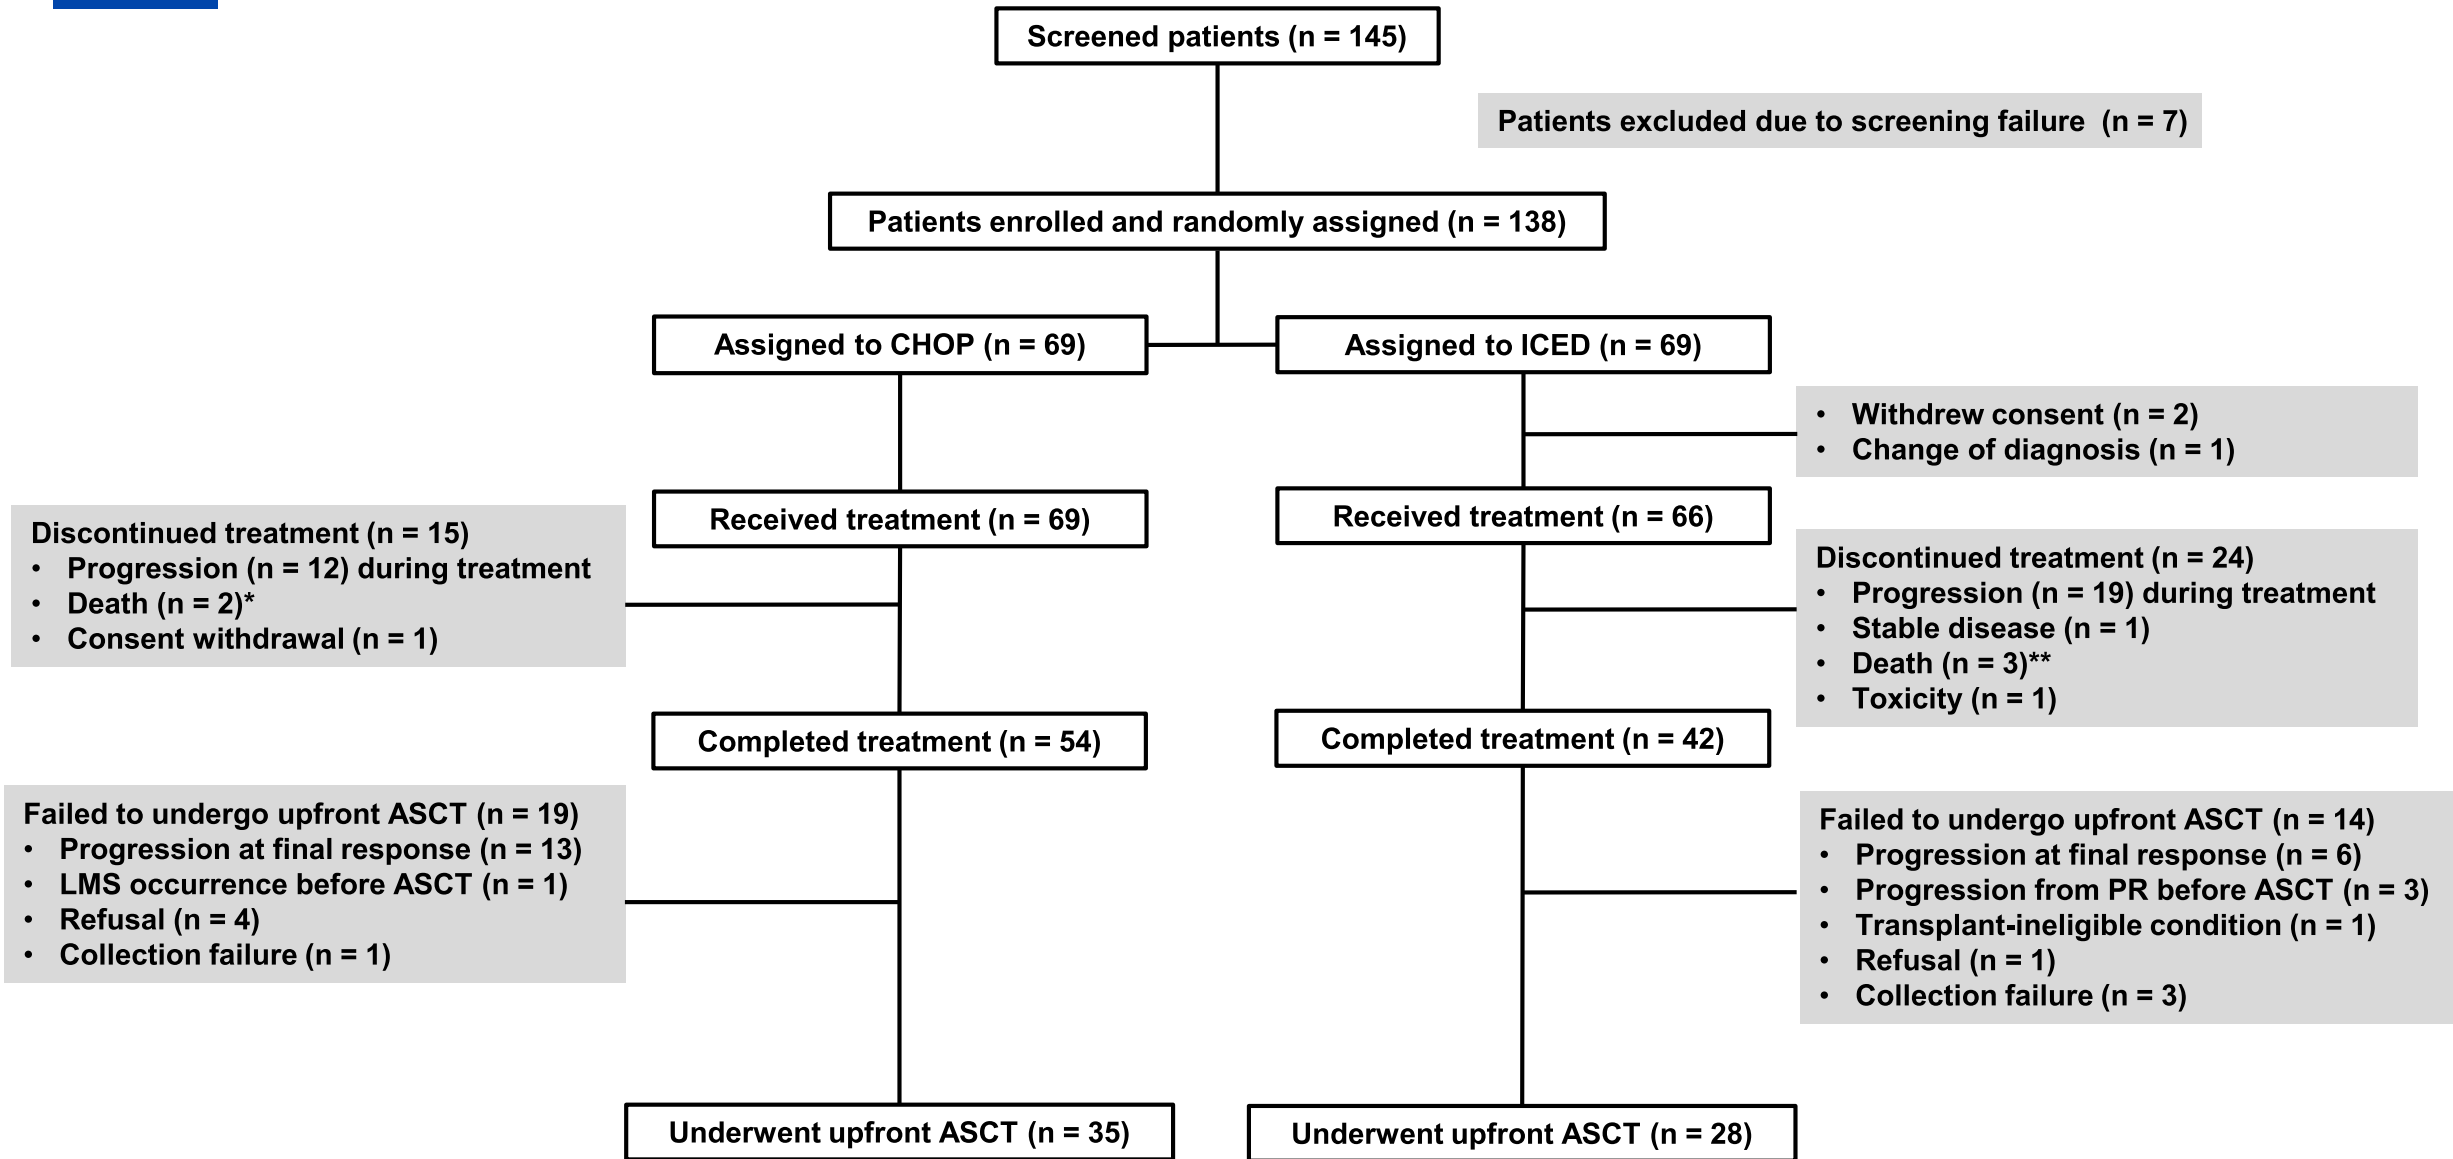 Screened patients (n = 145)
Patients excluded due to screening failure (n = 7)
Patients enrolled and randomly assigned (n = 138)
Assigned to CHOP (n = 69)
Assigned to ICED (n = 69)
• Withdrew consent (n = 2)
• Change of diagnosis (n = 1)
Received treatment (n = 69)
Received treatment (n = 66)
Discontinued treatment (n = 15)
• Progression (n = 12) during treatment
• Death (n = 2)*
• Consent withdrawal (n = 1)
Discontinued treatment (n = 24)
• Progression (n = 19) during treatment
• Stable disease (n = 1)
• Death (n = 3)**
• Toxicity (n = 1)
Completed treatment (n = 54)
Completed treatment (n = 42)
Failed to undergo upfront ASCT (n = 19)
• Progression at final response (n = 13)
• LMS occurrence before ASCT (n = 1)
• Refusal (n = 4)
• Collection failure (n = 1)
Failed to undergo upfront ASCT (n = 14)
• Progression at final response (n = 6)
• Progression from PR before ASCT (n = 3)
• Transplant-ineligible condition (n = 1)
• Refusal (n = 1)
• Collection failure (n = 3)
Underwent upfront ASCT (n = 35)
Underwent upfront ASCT (n = 28)